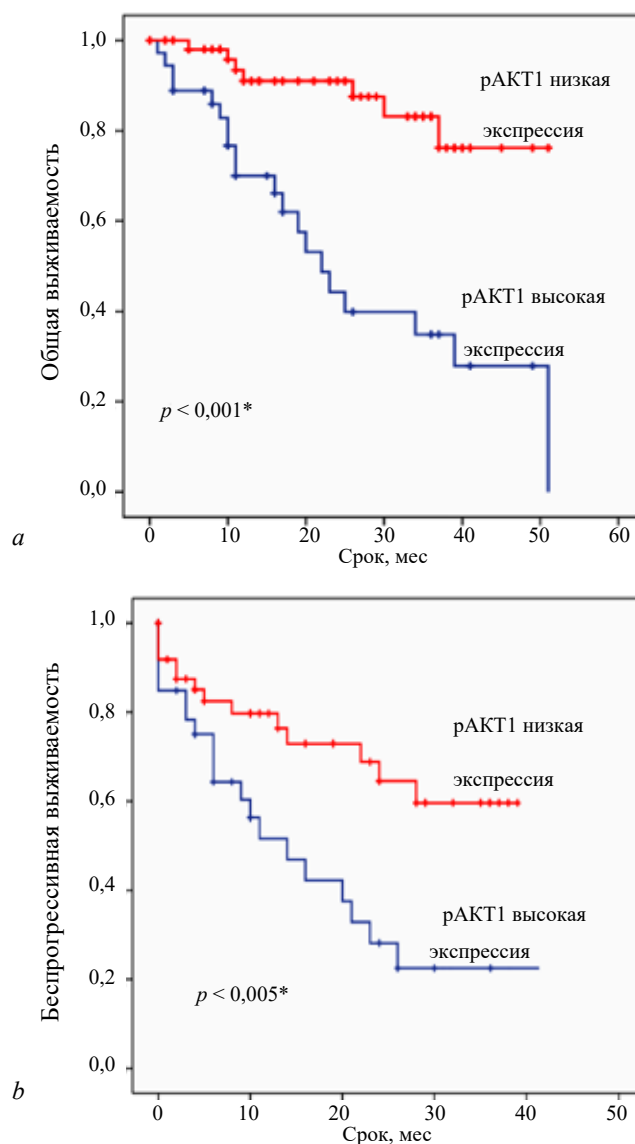 Общая выживаемость
1,0
0,8
0,6
0,4
0,2
0,0
рАКТ1 низкая
экспрессия
рАКТ1 высокая
экспрессия
p < 0,001*
0 10 20 30 40 50 60
Срок, мес
a
Беспрогрессивная выживаемость
1,0
0,8
0,6
0,4
0,2
0,0
рАКТ1 низкая
экспрессия
рАКТ1 высокая
экспрессия
p < 0,005*
0 10 20 30 40 50
Срок, мес
b